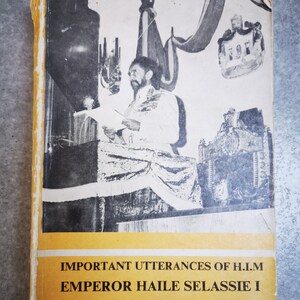 IMPORTANT UTTERANCES OF H.I.M
EMPEROR HAILE SELASSIE I